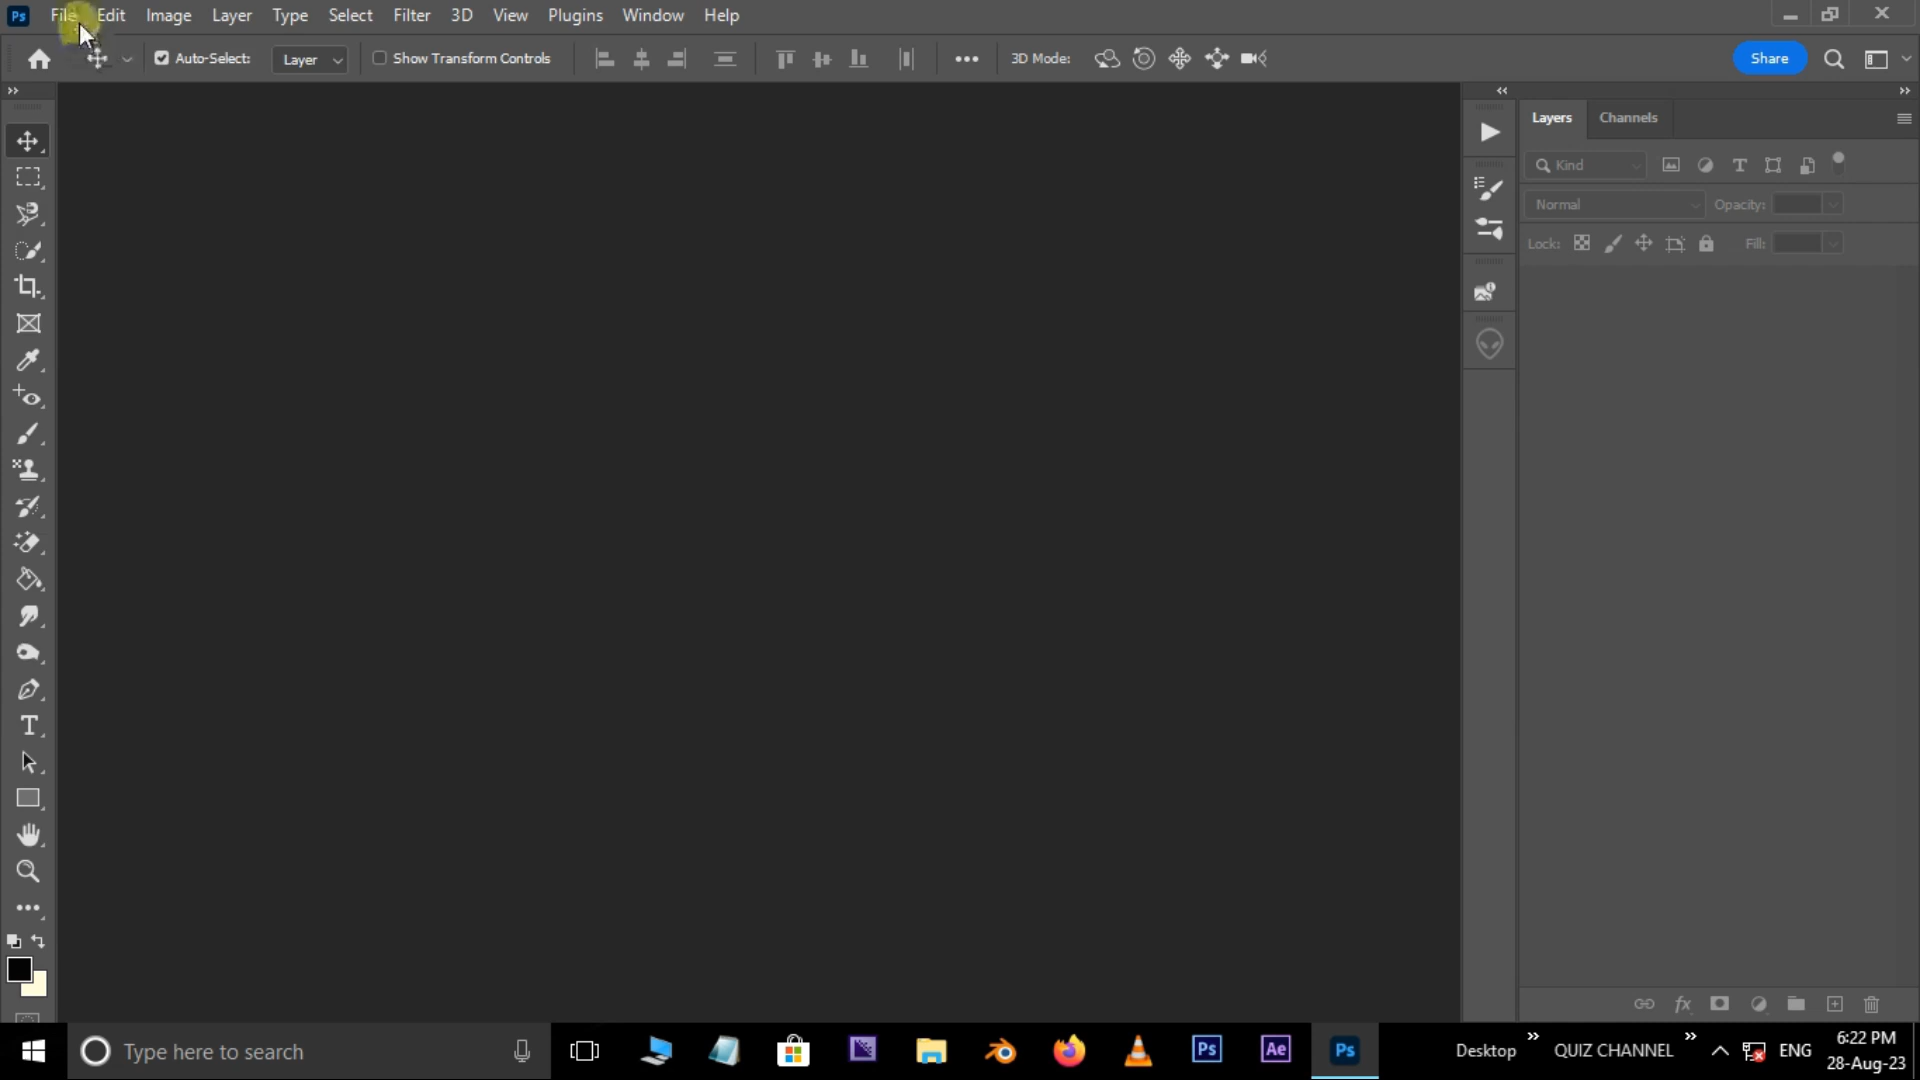 Ps File Edit Image Layer Type Select Filter 3D View Plugins Window Help
Auto-Select: Layer Show Transform Controls 3D Mode: Share
Layers Channels
Kind T
Normal Opacity:
Lock: Fill:
fx
T
Type here to search Ps Ae Ps Desktop QUIZ CHANNEL ENG 6:22 PM
28-Aug-23